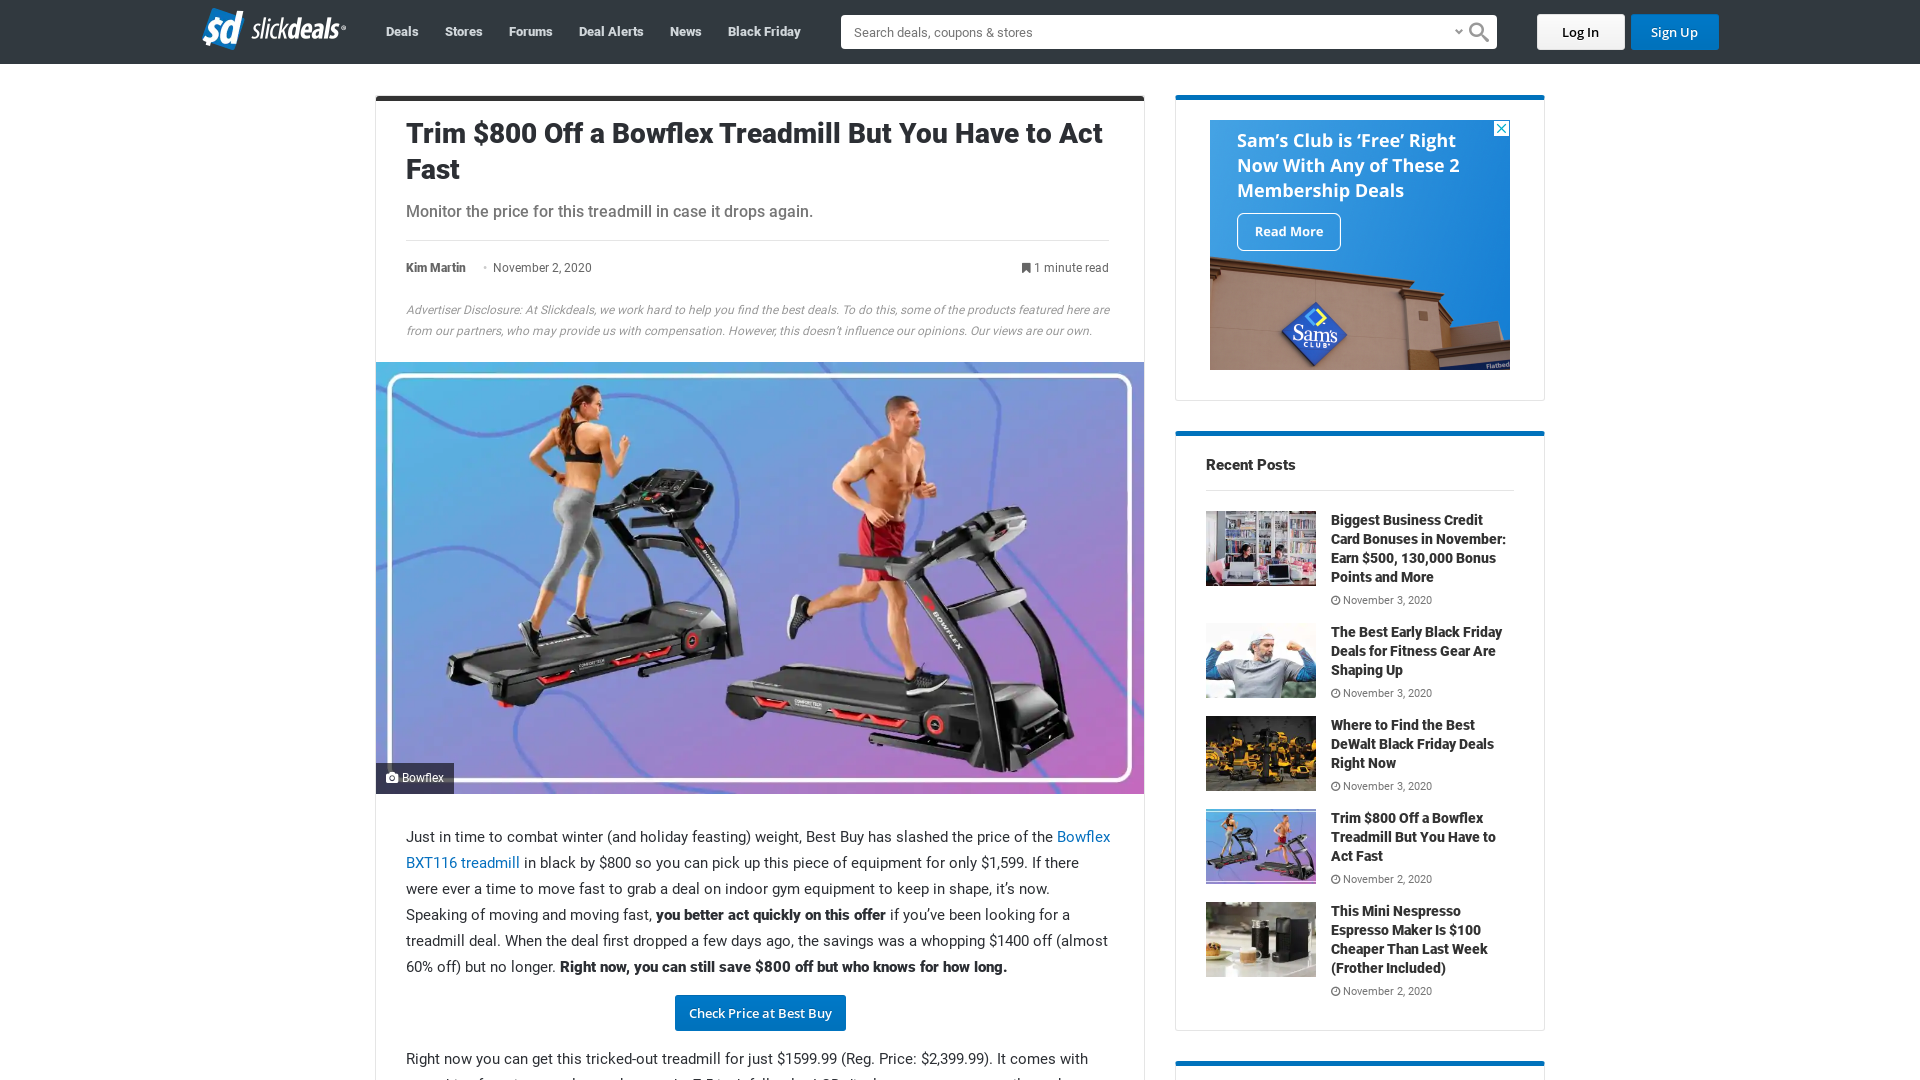 sd slickdeals
Deals Stores Forums Deal Alerts News Black Friday
Search deals, coupons & stores
Log In
Sign Up
Trim $800 Off a Bowflex Treadmill But You Have to Act
Fast
Monitor the price for this treadmill in case it drops again.
Kim Martin • November 2, 2020
1 minute read
Advertiser Disclosure: At Slickdeals, we work hard to help you find the best deals. To do this, some of the products featured here are
from our partners, who may provide us with compensation. However, this doesn't influence our opinions. Our views are our own.
BOWFLEX
BOWFLEX
COMFORT TECH
COMFORT TECH
Bowflex
Just in time to combat winter (and holiday feasting) weight, Best Buy has slashed the price of the Bowflex
BXT116 treadmill in black by $800 so you can pick up this piece of equipment for only $1,599. If there
were ever a time to move fast to grab a deal on indoor gym equipment to keep in shape, it’s now.
Speaking of moving and moving fast, you better act quickly on this offer if you’ve been looking for a
treadmill deal. When the deal first dropped a few days ago, the savings was a whopping $1400 off (almost
60% off) but no longer. Right now, you can still save $800 off but who knows for how long.
Check Price at Best Buy
Right now you can get this tricked-out treadmill for just $1599.99 (Reg. Price: $2,399.99). It comes with
Sam’s Club is ‘Free’ Right
Now With Any of These 2
Membership Deals
Read More
Sam's
CLUB
Flatbed
Recent Posts
Biggest Business Credit
Card Bonuses in November:
Earn $500, 130,000 Bonus
Points and More
November 3, 2020
The Best Early Black Friday
Deals for Fitness Gear Are
Shaping Up
November 3, 2020
Where to Find the Best
DeWalt Black Friday Deals
Right Now
November 3, 2020
Trim $800 Off a Bowflex
Treadmill But You Have to
Act Fast
November 2, 2020
This Mini Nespresso
Espresso Maker Is $100
Cheaper Than Last Week
(Frother Included)
November 2, 2020